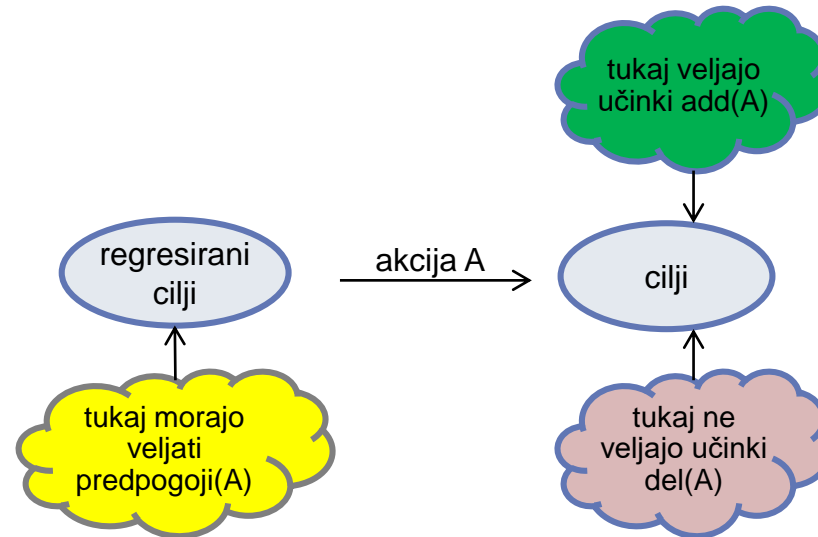 tukaj veljajo
učinki add(A)
regresirani
cilji
akcija A
cilji
tukaj morajo
veljati
predpogoji(A)
tukaj ne
veljajo učinki
del(A)